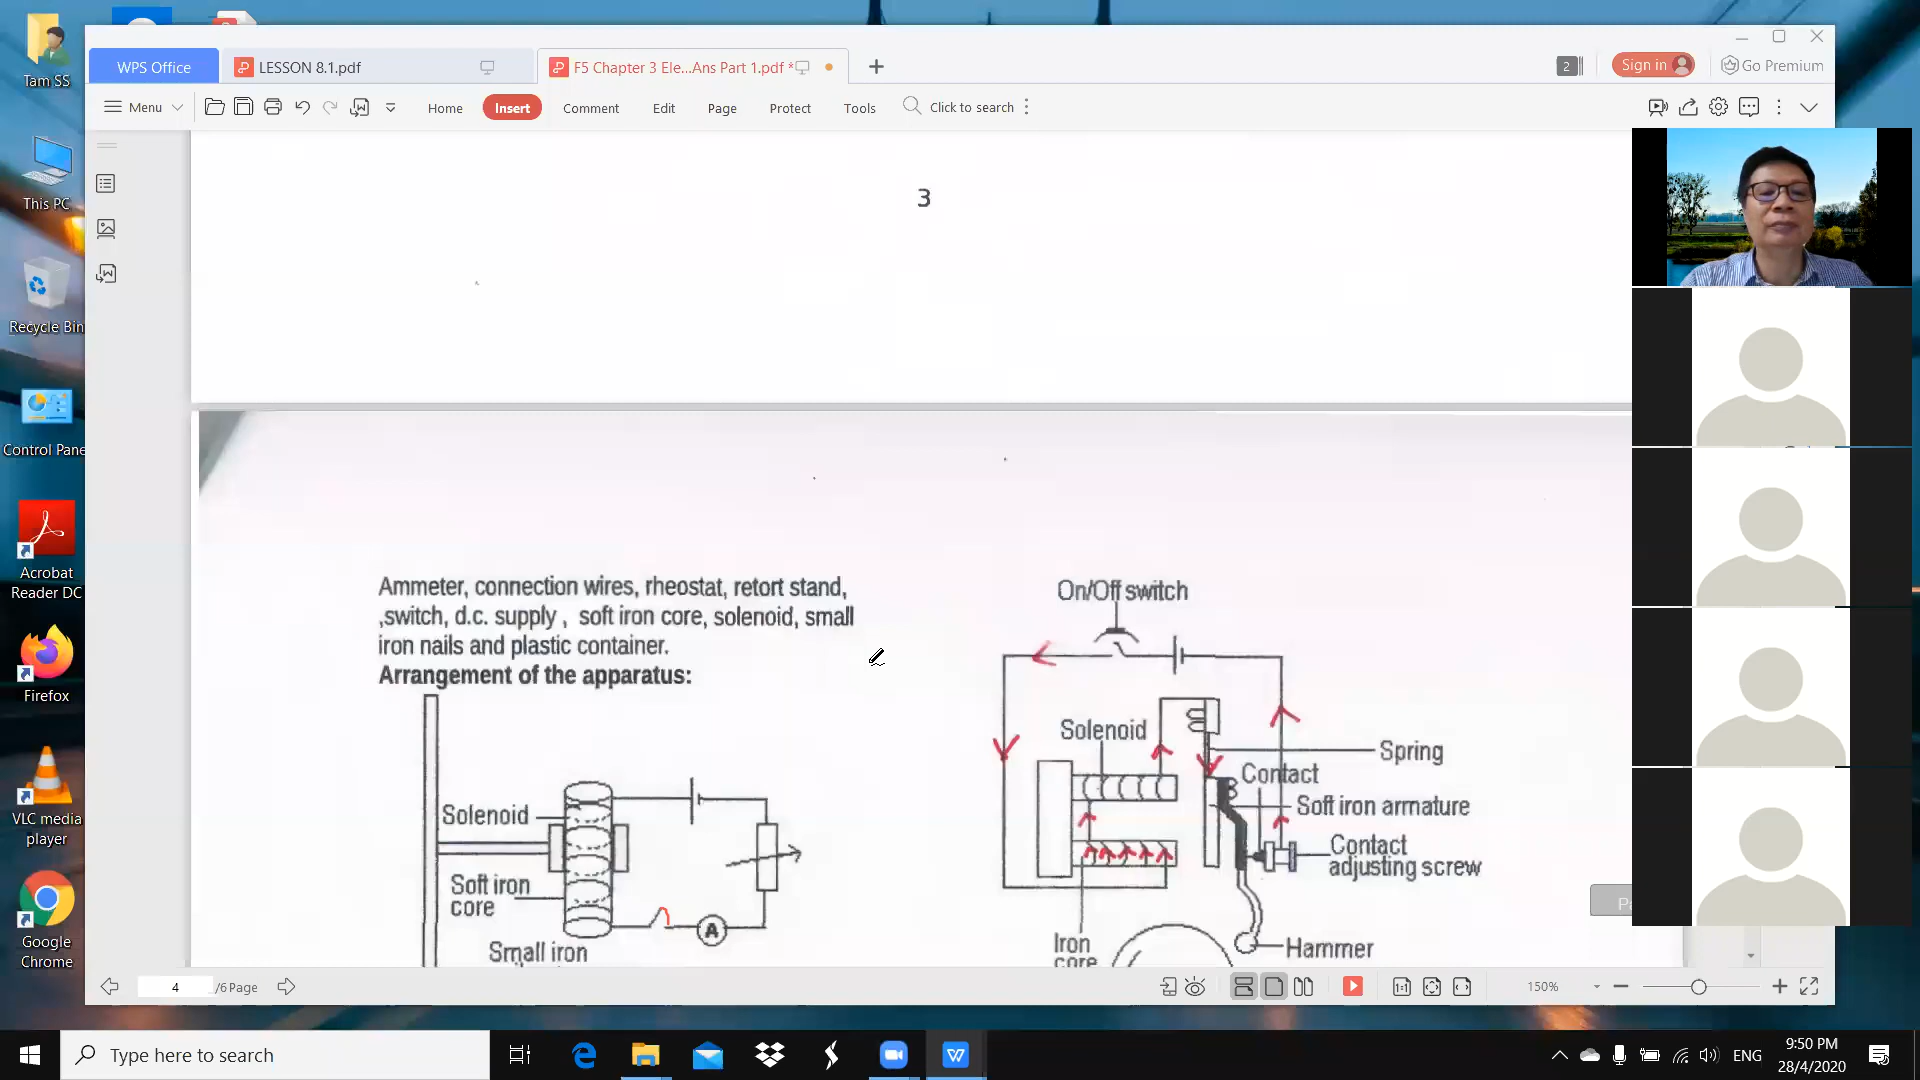 Tam SS
This PC
Recycle Bin
Control Pane
Acrobat
Reader DC
Firefox
VLC media
player
Google
Chrome
WPS Office
LESSON 8.1.pdf
F5 Chapter 3 Ele...Ans Part 1.pdf *
2
Sign in
Go Premium
Menu
Home
Insert
Comment
Edit
Page
Protect
Tools
Click to search
3
Ammeter, connection wires, rheostat, retort stand,
,switch, d.c. supply , soft iron core, solenoid, small
iron nails and plastic container.
Arrangement of the apparatus:
Solenoid
Soft iron
core
Small iron
A
On/Off switch
Solenoid
Spring
Contact
Soft iron armature
Contact
adjusting screw
Iron
core
Hammer
4
/6Page
1:1
150%
Type here to search
ENG
9:50 PM
28/4/2020